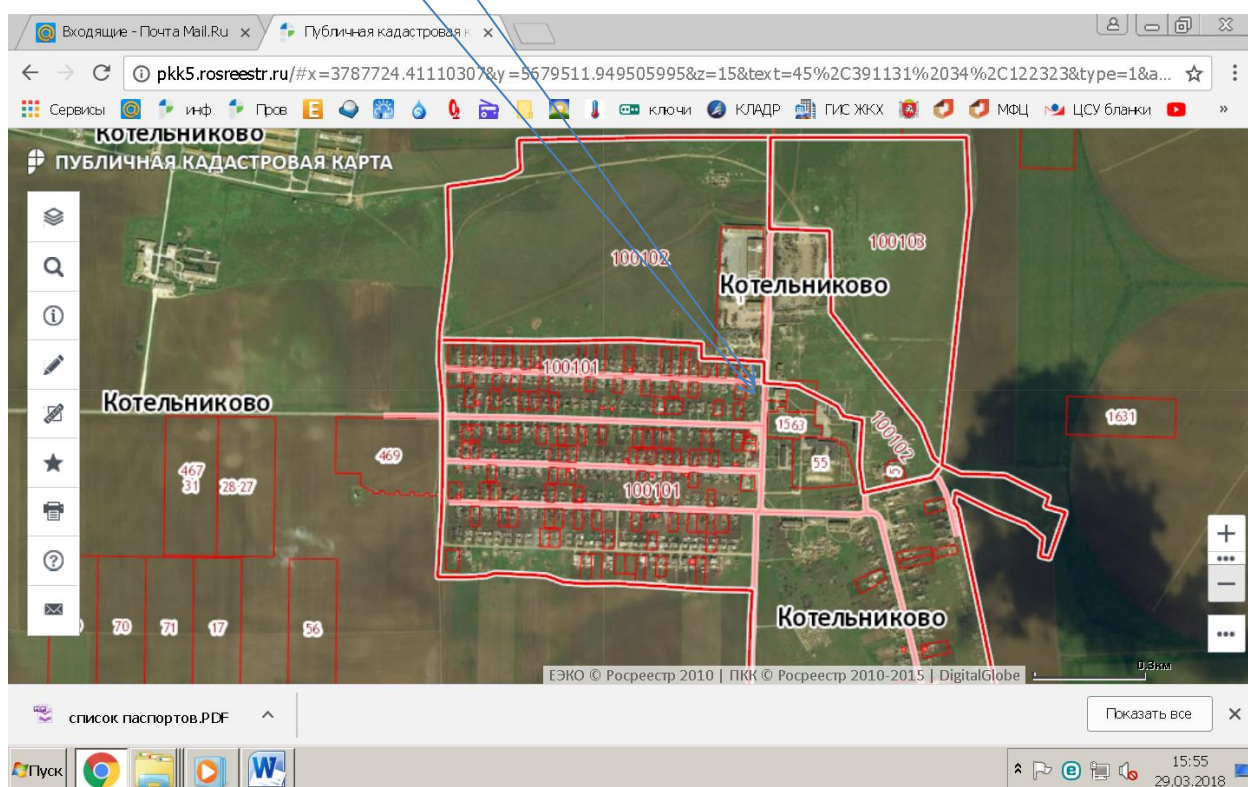 Входящие - Почта Mail.Ru
Публичная кадастровая к
pkk5.rosreestr.ru/#x=3787724.41110307&y=5679511.949505995&z=15&text=45%2C391131%2034%2C122323&type=1&a...
Сервисы инф Пров ключи КЛАДР ГИС ЖКХ МФЦ ЦСУ бланки »
Котельниково
ПУБЛИЧНАЯ КАДАСТРОВАЯ КАРТА
100103
100102
Котельниково
100101
Котельниково
1563
100102
1631
469
55
5
467
31
28 27
100101
70
71
17
56
Котельниково
0.3км
ЕЭКО © Росреестр 2010 | ПКК © Росреестр 2010-2015 | DigitalGlobe
список паспортов.PDF
Показать все
Пуск
15:55
29.03.2018